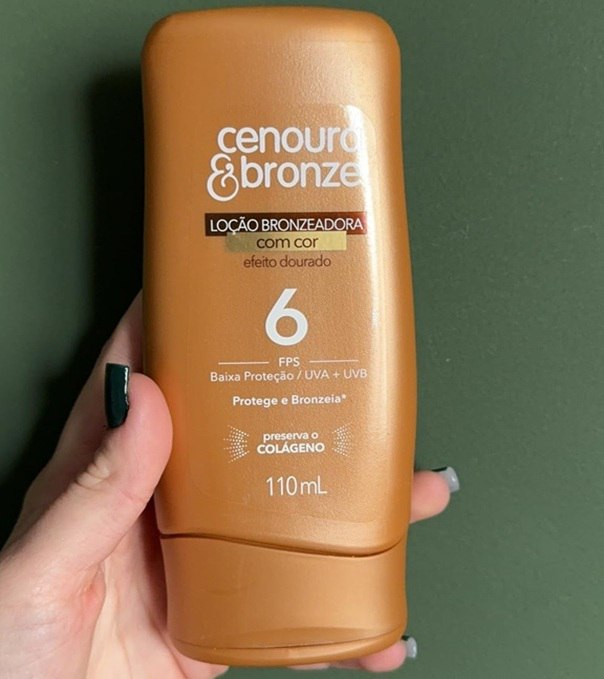 cenoura
&bronze
LOÇÃO BRONZEADORA
com cor
efeito dourado
6
FPS
Baixa Proteção / UVA + UVB
Protege e Bronzeia*
preserva o
COLÁGENO
110mL